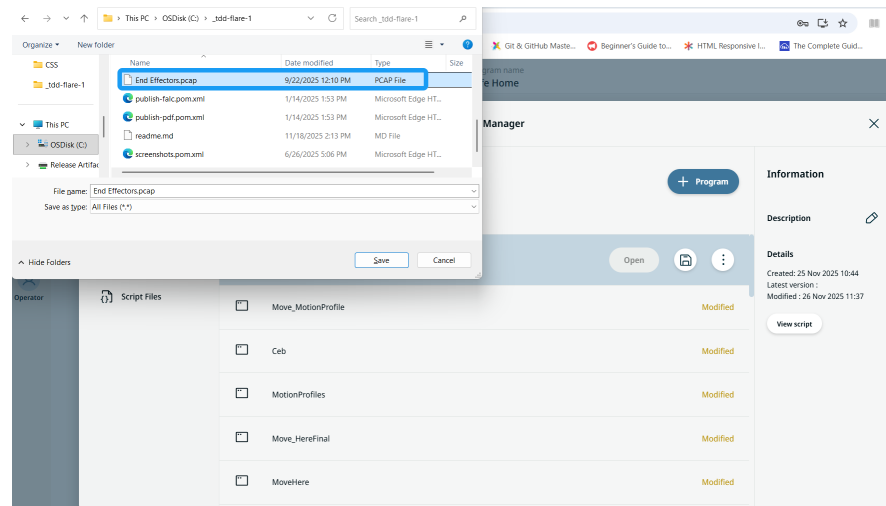 This PC > OSDisk (C:) > _tdd-flare-1
Search _tdd-flare-1
Organize
New folder
Git & GitHub Maste...
Beginner's Guide to...
HTML Responsive I...
The Complete Guid...
CSS
_tdd-flare-1
This PC
OSDisk (C:)
Release Artifac
Name
Date modified
Type
Size
End Effectors.pcap
9/22/2025 12:10 PM
PCAP File
publish-falc.pom.xml
1/14/2025 1:53 PM
Microsoft Edge HT...
publish-pdf.pom.xml
1/14/2025 1:53 PM
Microsoft Edge HT...
readme.md
11/18/2025 2:13 PM
MD File
screenshots.pom.xml
6/26/2025 5:06 PM
Microsoft Edge HT...
File name:
End Effectors.pcap
Save as type:
All Files (*.*)
Hide Folders
Save
Cancel
gram name
e Home
Manager
Program
Open
Operator
Script Files
Move_MotionProfile
Modified
Ceb
Modified
MotionProfiles
Modified
Move_HereFinal
Modified
MoveHere
Modified
Information
Description
Details
Created: 25 Nov 2025 10:44
Latest version :
Modified : 26 Nov 2025 11:37
View script